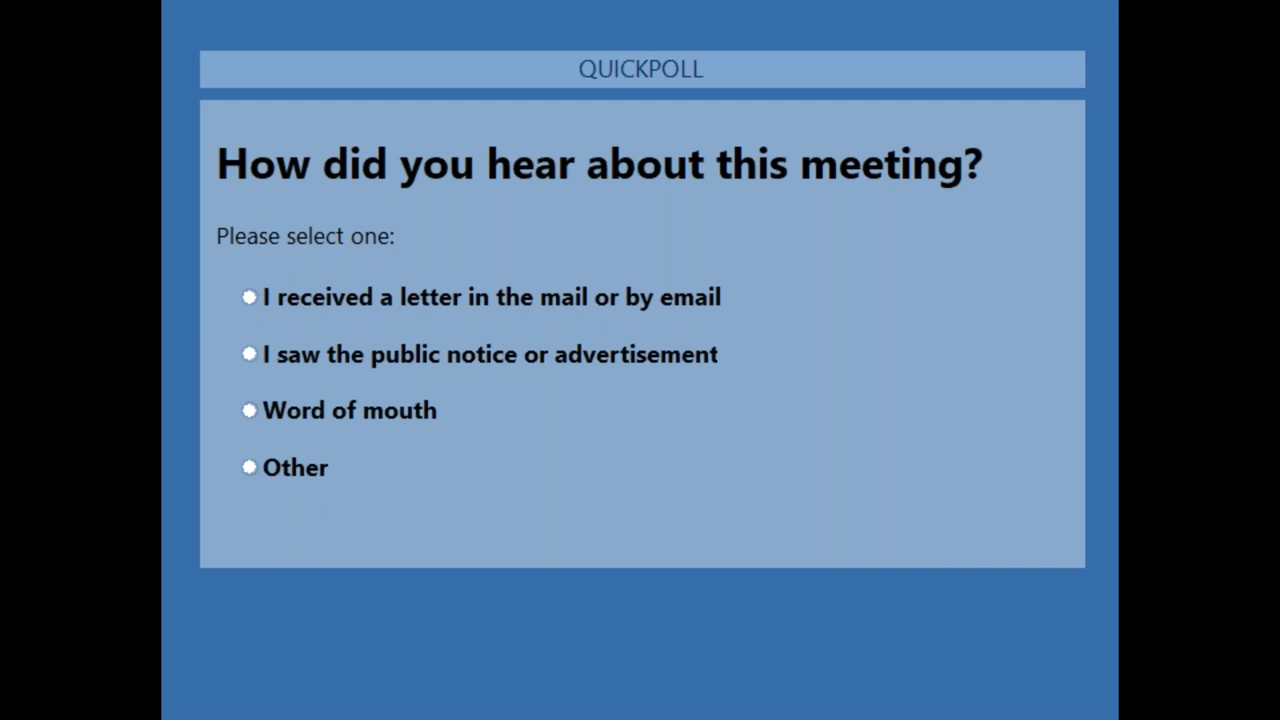 QUICKPOLL
How did you hear about this meeting?
Please select one:
I received a letter in the mail or by email
I saw the public notice or advertisement
Word of mouth
Other